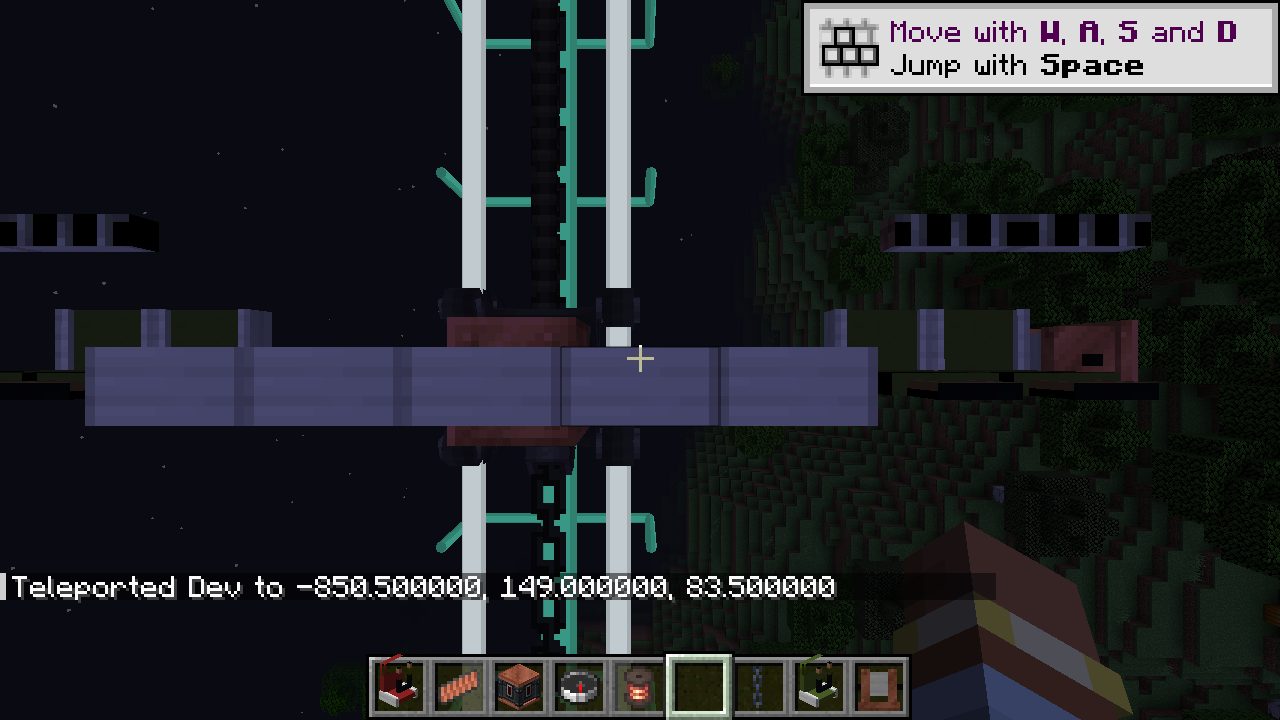 Move with W, A, S and D
Jump with Space
Teleported Dev to -850.500000, 149.000000, 83.500000